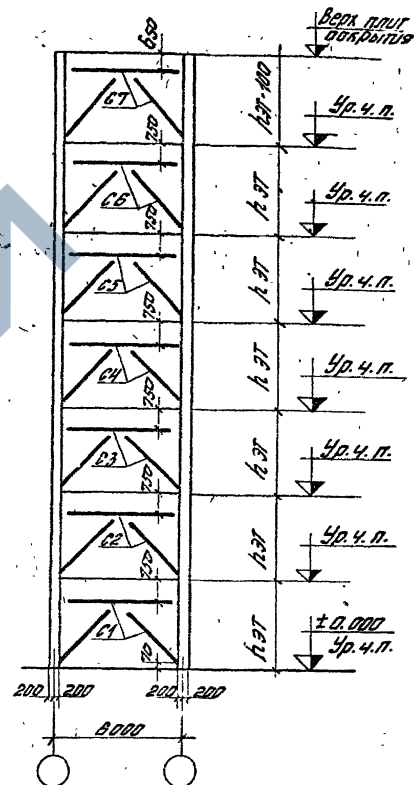 Верх плит
покрытия
650
hэт-100
С7
Ур.ч.п.
750
С6
hэт
Ур.ч.п.
750
С5
hэт
Ур.ч.п.
750
С4
hэт
Ур.ч.п.
750
С3
hэт
Ур.ч.п.
750
С2
hэт
Ур.ч.п.
750
С1
hэт
±0.000
Ур.ч.п.
70
200 200 200 200
6000